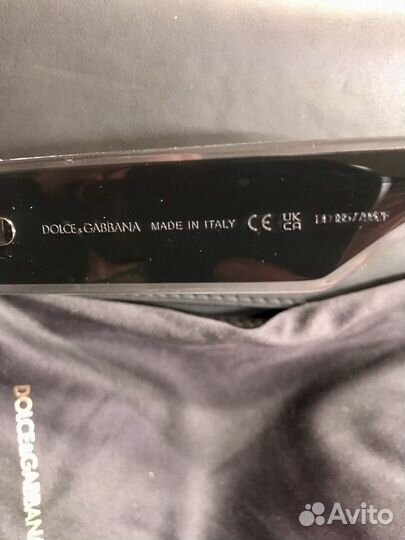 DOLCE & GABBANA MADE IN ITALY CE UK CA
DOLCE & GABBANA
Avito